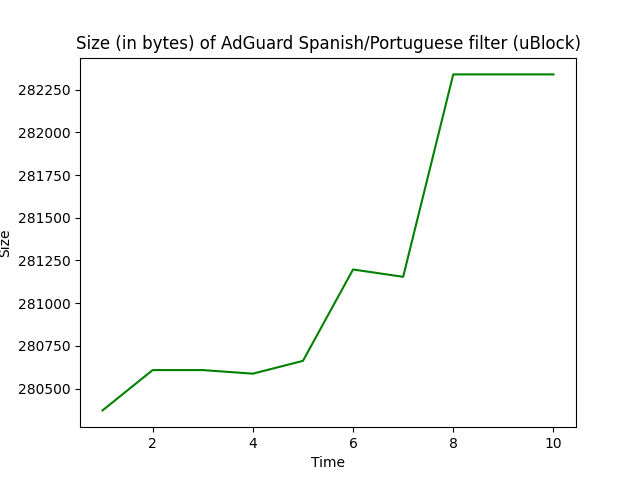 Size (in bytes) of AdGuard Spanish/Portuguese filter (uBlock)
282250
282000
281750
281500
281250
281000
280750
280500
Size
2 4 6 8 10
Time